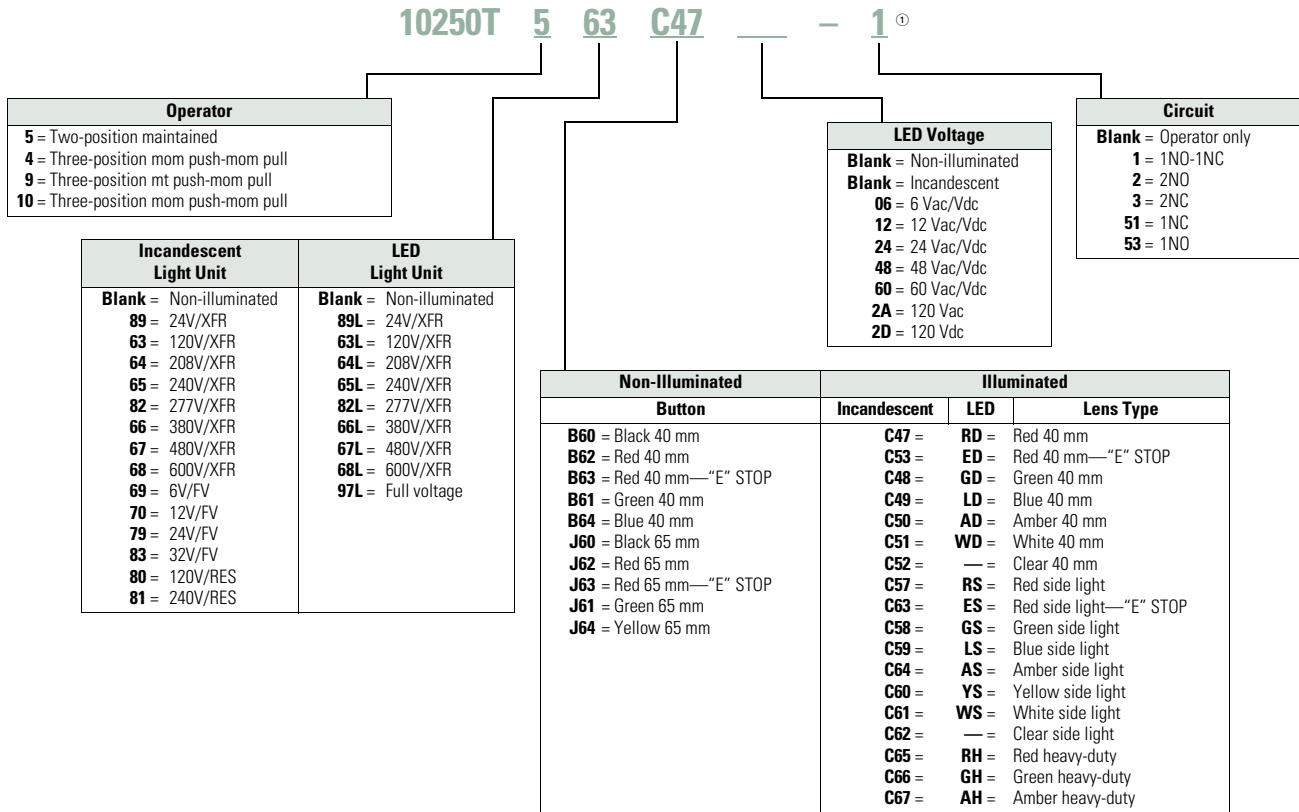 10250T 5 63 C47 ___ – 1 ①
Operator
5 = Two-position maintained
4 = Three-position mom push-mom pull
9 = Three-position mt push-mom pull
10 = Three-position mom push-mom pull
Incandescent Light Unit
Blank = Non-illuminated
89 = 24V/XFR
63 = 120V/XFR
64 = 208V/XFR
65 = 240V/XFR
82 = 277V/XFR
66 = 380V/XFR
67 = 480V/XFR
68 = 600V/XFR
69 = 6V/FV
70 = 12V/FV
79 = 24V/FV
83 = 32V/FV
80 = 120V/RES
81 = 240V/RES
LED Light Unit
Blank = Non-illuminated
89L = 24V/XFR
63L = 120V/XFR
64L = 208V/XFR
65L = 240V/XFR
82L = 277V/XFR
66L = 380V/XFR
67L = 480V/XFR
68L = 600V/XFR
97L = Full voltage
Non-Illuminated
Button
B60 = Black 40 mm
B62 = Red 40 mm
B63 = Red 40 mm—“E” STOP
B61 = Green 40 mm
B64 = Blue 40 mm
J60 = Black 65 mm
J62 = Red 65 mm
J63 = Red 65 mm—“E” STOP
J61 = Green 65 mm
J64 = Yellow 65 mm
Illuminated
Incandescent LED Lens Type
C47 = RD = Red 40 mm
C53 = ED = Red 40 mm—“E” STOP
C48 = GD = Green 40 mm
C49 = LD = Blue 40 mm
C50 = AD = Amber 40 mm
C51 = WD = White 40 mm
C52 = — = Clear 40 mm
C57 = RS = Red side light
C63 = ES = Red side light—“E” STOP
C58 = GS = Green side light
C59 = LS = Blue side light
C64 = AS = Amber side light
C60 = YS = Yellow side light
C61 = WS = White side light
C62 = — = Clear side light
C65 = RH = Red heavy-duty
C66 = GH = Green heavy-duty
C67 = AH = Amber heavy-duty
LED Voltage
Blank = Non-illuminated
Blank = Incandescent
06 = 6 Vac/Vdc
12 = 12 Vac/Vdc
24 = 24 Vac/Vdc
48 = 48 Vac/Vdc
60 = 60 Vac/Vdc
2A = 120 Vac
2D = 120 Vdc
Circuit
Blank = Operator only
1 = 1NO-1NC
2 = 2NO
3 = 2NC
51 = 1NC
53 = 1NO